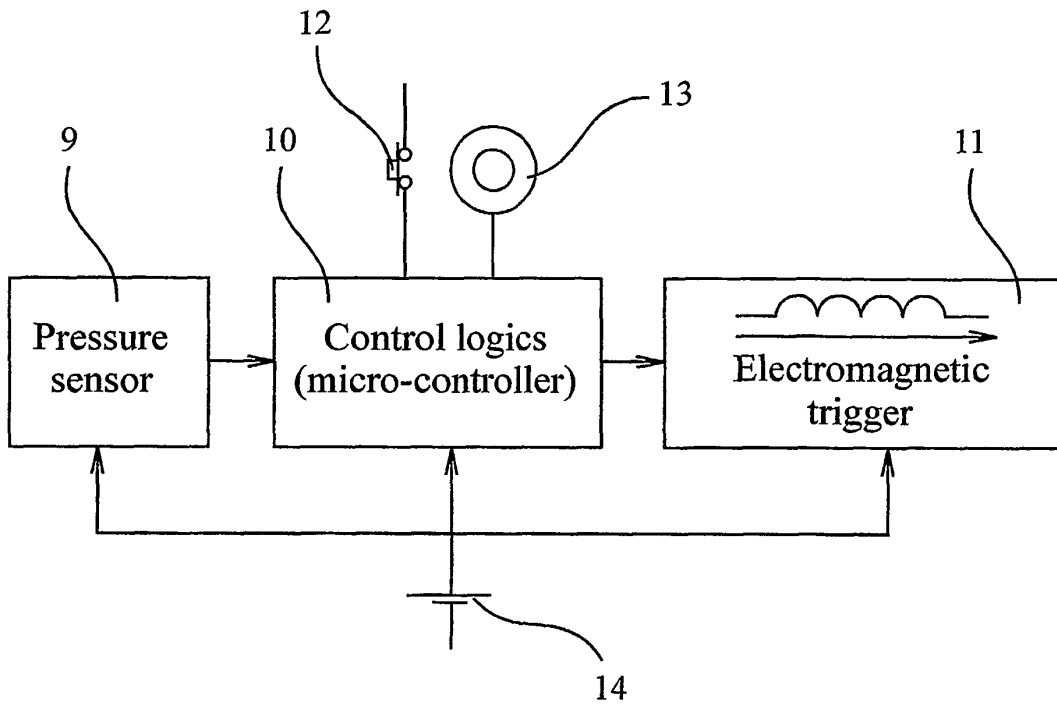 12
13
9
10
11
Pressure
sensor
Control logics
(micro-controller)
Electromagnetic
trigger
14